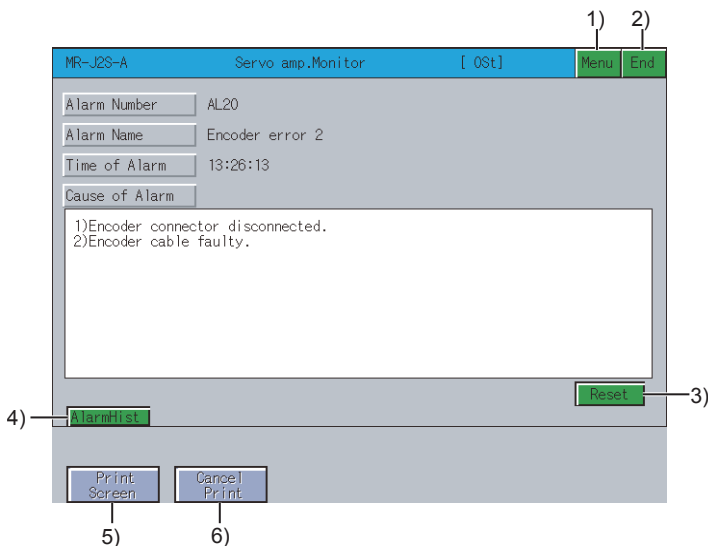 1) 2)
MR-J2S-A Servo amp.Monitor [ OSt] Menu End
Alarm Number AL20
Alarm Name Encoder error 2
Time of Alarm 13:26:13
Cause of Alarm
1)Encoder connector disconnected.
2)Encoder cable faulty.
Reset 3)
4) AlarmHist
Print Screen
Cancel Print
5) 6)